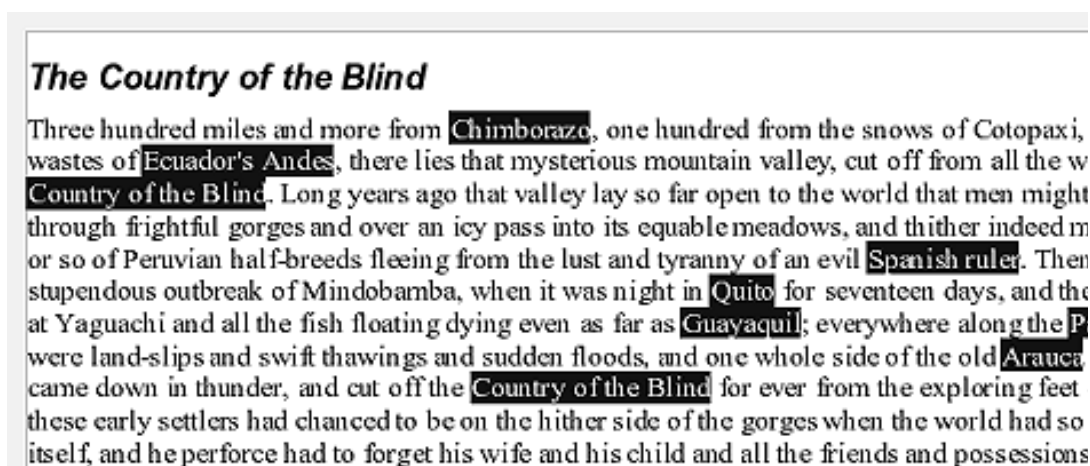 The Country of the Blind
Three hundred miles and more from Chimborazo, one hundred from the snows of Cotopaxi,
wastes of Ecuador's Andes, there lies that mysterious mountain valley, cut off from all the
Country of the Blind. Long years ago that valley lay so far open to the world that men might
through frightful gorges and over an icy pass into its equable meadows, and thither indeed
or so of Peruvian half-breeds fleeing from the lust and tyranny of an evil Spanish ruler. Then
stupendous outbreak of Mindobamba, when it was night in Quito for seventeen days, and
at Yaguachi and all the fish floating dying even as far as Guayaquil; everywhere along the
were land-slips and swift thawings and sudden floods, and one whole side of the old Arauca
came down in thunder, and cut off the Country of the Blind for ever from the exploring feet
these early settlers had chanced to be on the hither side of the gorges when the world had so
itself, and he perforce had to forget his wife and his child and all the friends and possessions